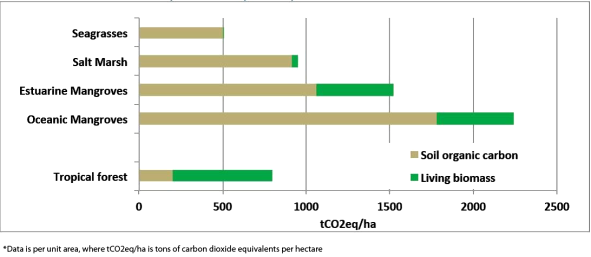 Seagrasses
Salt Marsh
Estuarine Mangroves
Oceanic Mangroves
Soil organic carbon
Tropical forest
Living biomass
0 500 1000 1500 2000 2500
tCO2eq/ha
*Data is per unit area, where tCO2eq/ha is tons of carbon dioxide equivalents per hectare